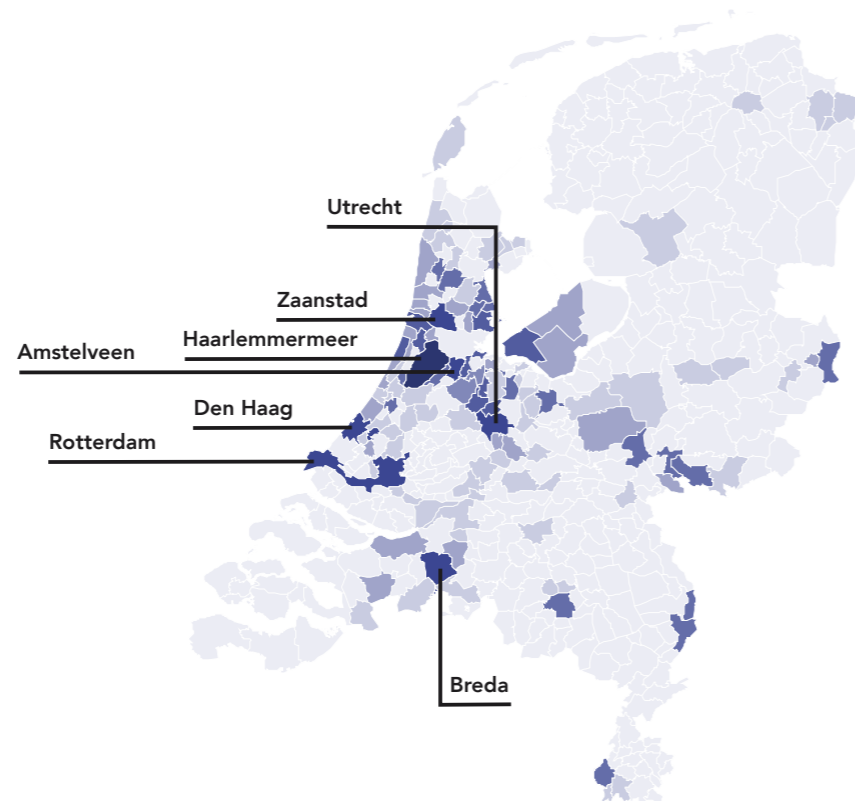 Utrecht
Zaanstad
Haarlemmermeer
Amstelveen
Den Haag
Rotterdam
Breda